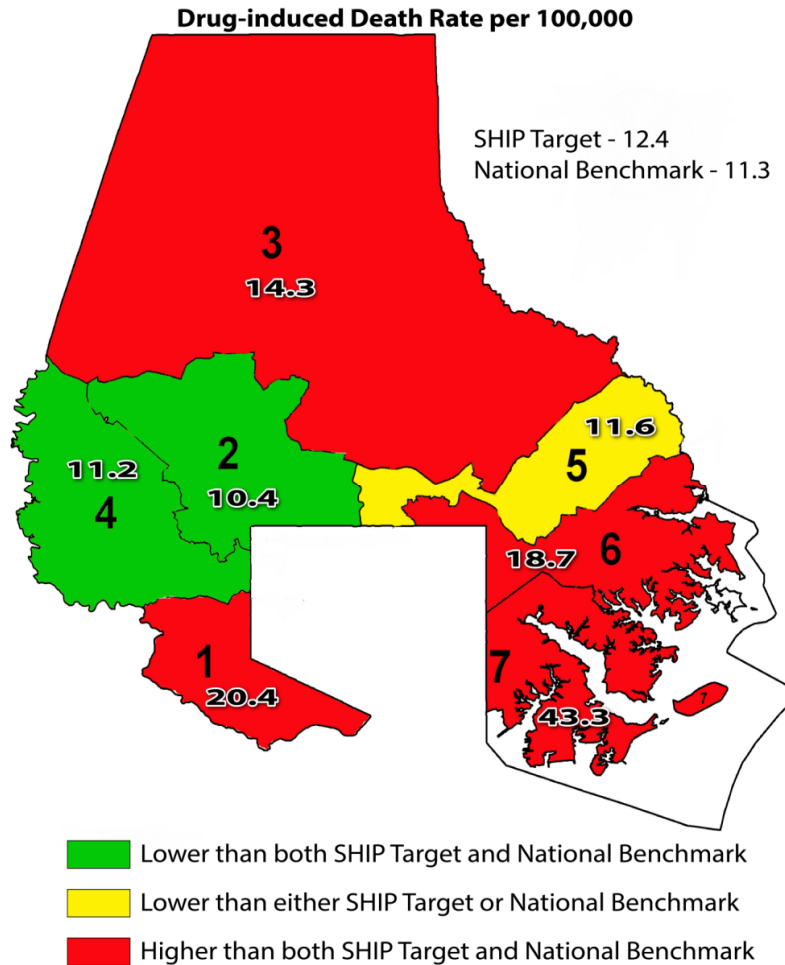 Drug-induced Death Rate per 100,000
SHIP Target - 12.4
National Benchmark - 11.3
3
14.3
11.6
5
2
11.2
10.4
4
18.7
6
1
20.4
7
7
43.3
Lower than both SHIP Target and National Benchmark
Lower than either SHIP Target or National Benchmark
Higher than both SHIP Target and National Benchmark